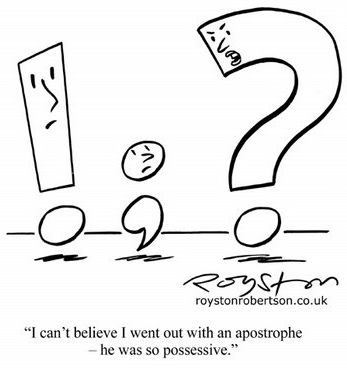 ROYSTON
roystonrobertson.co.uk
“I can’t believe I went out with an apostrophe
– he was so possessive.”